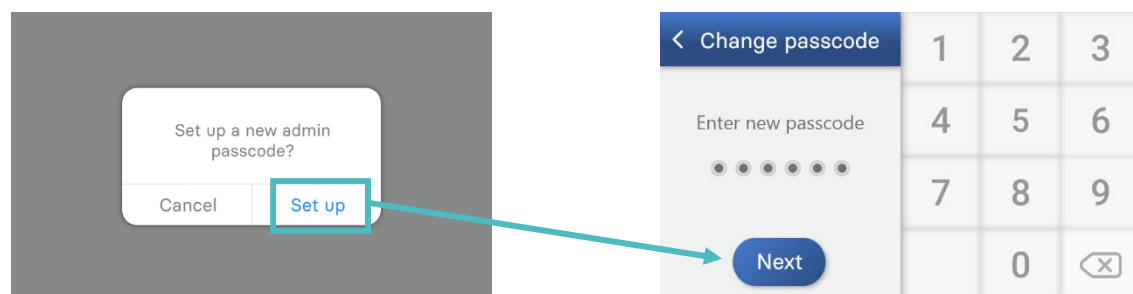 Set up a new admin
passcode?
Cancel
Set up
Change passcode
Enter new passcode
Next
1 2 3
4 5 6
7 8 9
0